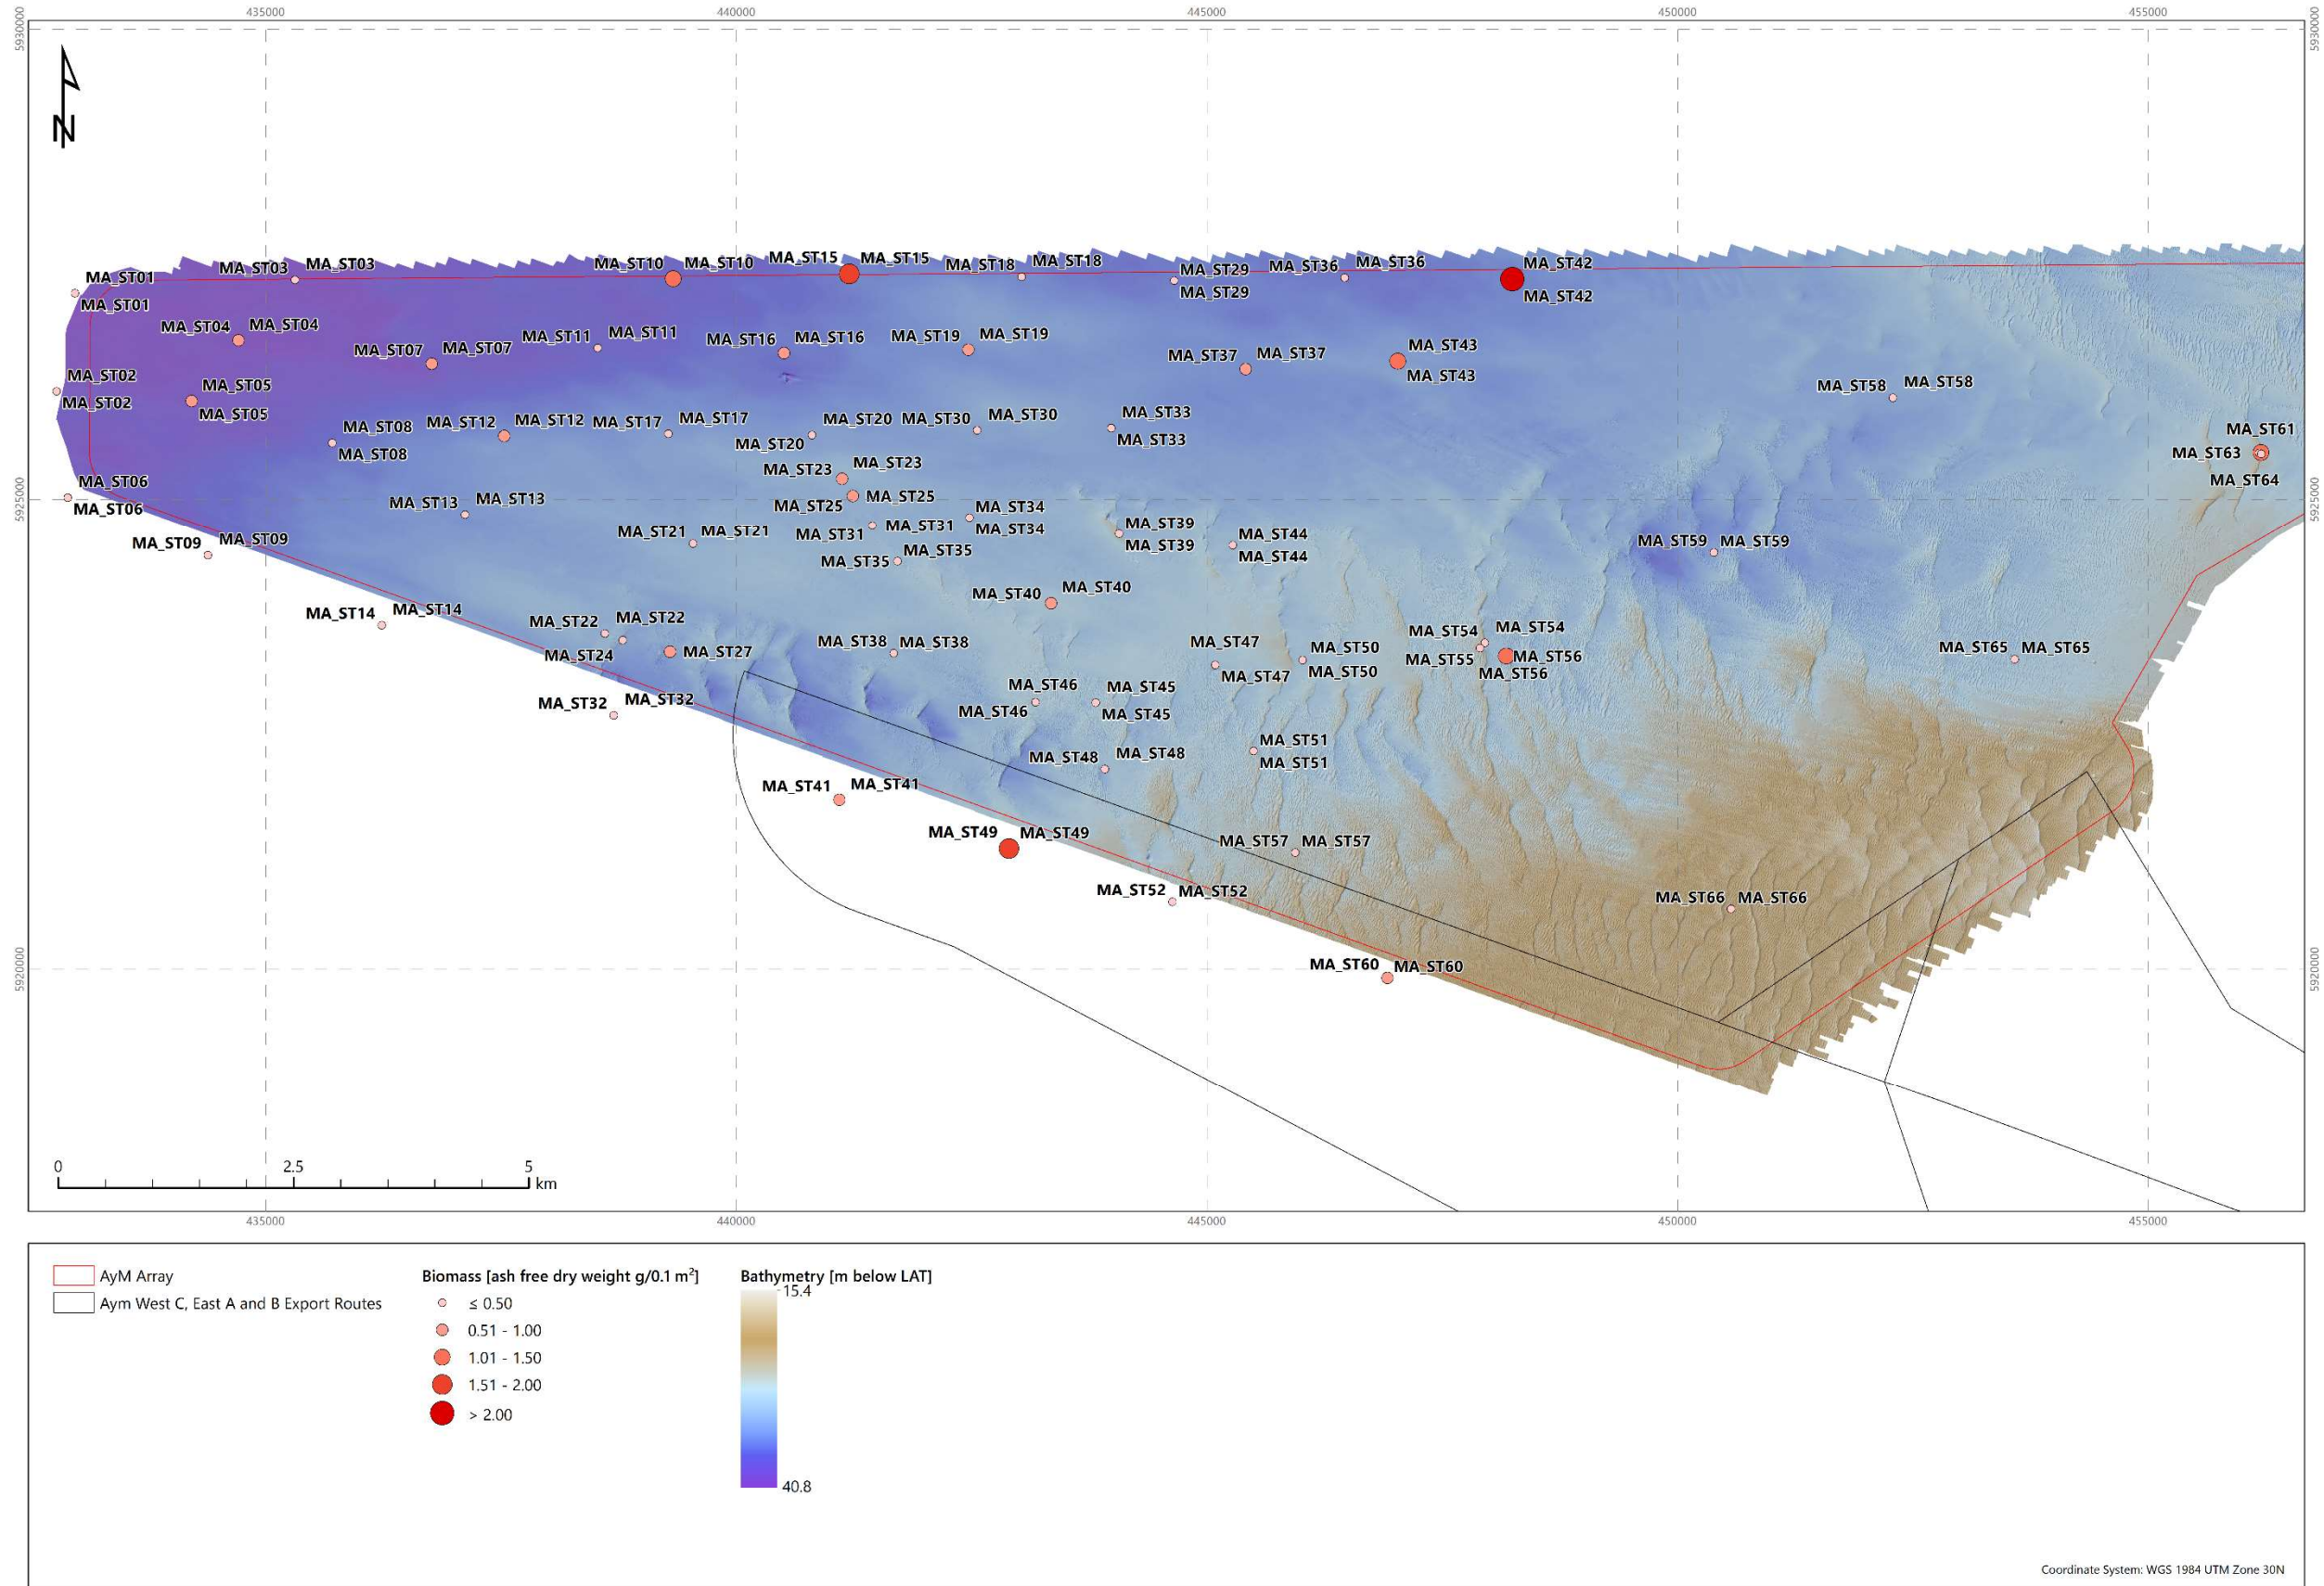 435000 440000 445000 450000 455000
5930000 5930000
N
MA_ST01
MA_ST01
MA_ST03 MA_ST03
MA_ST10 MA_ST10
MA_ST15 MA_ST15
MA_ST18 MA_ST18
MA_ST29
MA_ST29
MA_ST36 MA_ST36
MA_ST42
MA_ST42
MA_ST04 MA_ST04
MA_ST07 MA_ST07
MA_ST11 MA_ST11
MA_ST16 MA_ST16
MA_ST19 MA_ST19
MA_ST37 MA_ST37
MA_ST43
MA_ST43
MA_ST02
MA_ST02
MA_ST05
MA_ST05
MA_ST58 MA_ST58
MA_ST08
MA_ST08
MA_ST12 MA_ST12
MA_ST17 MA_ST17
MA_ST20
MA_ST20
MA_ST30 MA_ST30
MA_ST33
MA_ST33
MA_ST61
MA_ST63
MA_ST64
MA_ST23
MA_ST23
MA_ST06
MA_ST06
5925000 5925000
MA_ST13 MA_ST13
MA_ST25
MA_ST25
MA_ST34
MA_ST34
MA_ST21 MA_ST21
MA_ST31 MA_ST31
MA_ST39
MA_ST39
MA_ST44
MA_ST44
MA_ST09 MA_ST09
MA_ST35
MA_ST35
MA_ST59 MA_ST59
MA_ST40 MA_ST40
MA_ST14 MA_ST14
MA_ST22 MA_ST22
MA_ST24
MA_ST27
MA_ST38 MA_ST38
MA_ST47
MA_ST47
MA_ST50
MA_ST50
MA_ST54 MA_ST54
MA_ST55
MA_ST56
MA_ST56
MA_ST65 MA_ST65
MA_ST32 MA_ST32
MA_ST46
MA_ST46
MA_ST45
MA_ST45
MA_ST48 MA_ST48
MA_ST51
MA_ST51
MA_ST41 MA_ST41
MA_ST49 MA_ST49
MA_ST57 MA_ST57
MA_ST52 MA_ST52
MA_ST66 MA_ST66
MA_ST60 MA_ST60
5920000 5920000
0 2.5 5
km
435000 440000 445000 450000 455000
AyM Array
Aym West C, East A and B Export Routes
Biomass [ash free dry weight g/0.1 m²]
≤ 0.50
0.51 - 1.00
1.01 - 1.50
1.51 - 2.00
> 2.00
Bathymetry [m below LAT]
15.4
40.8
Coordinate System: WGS 1984 UTM Zone 30N